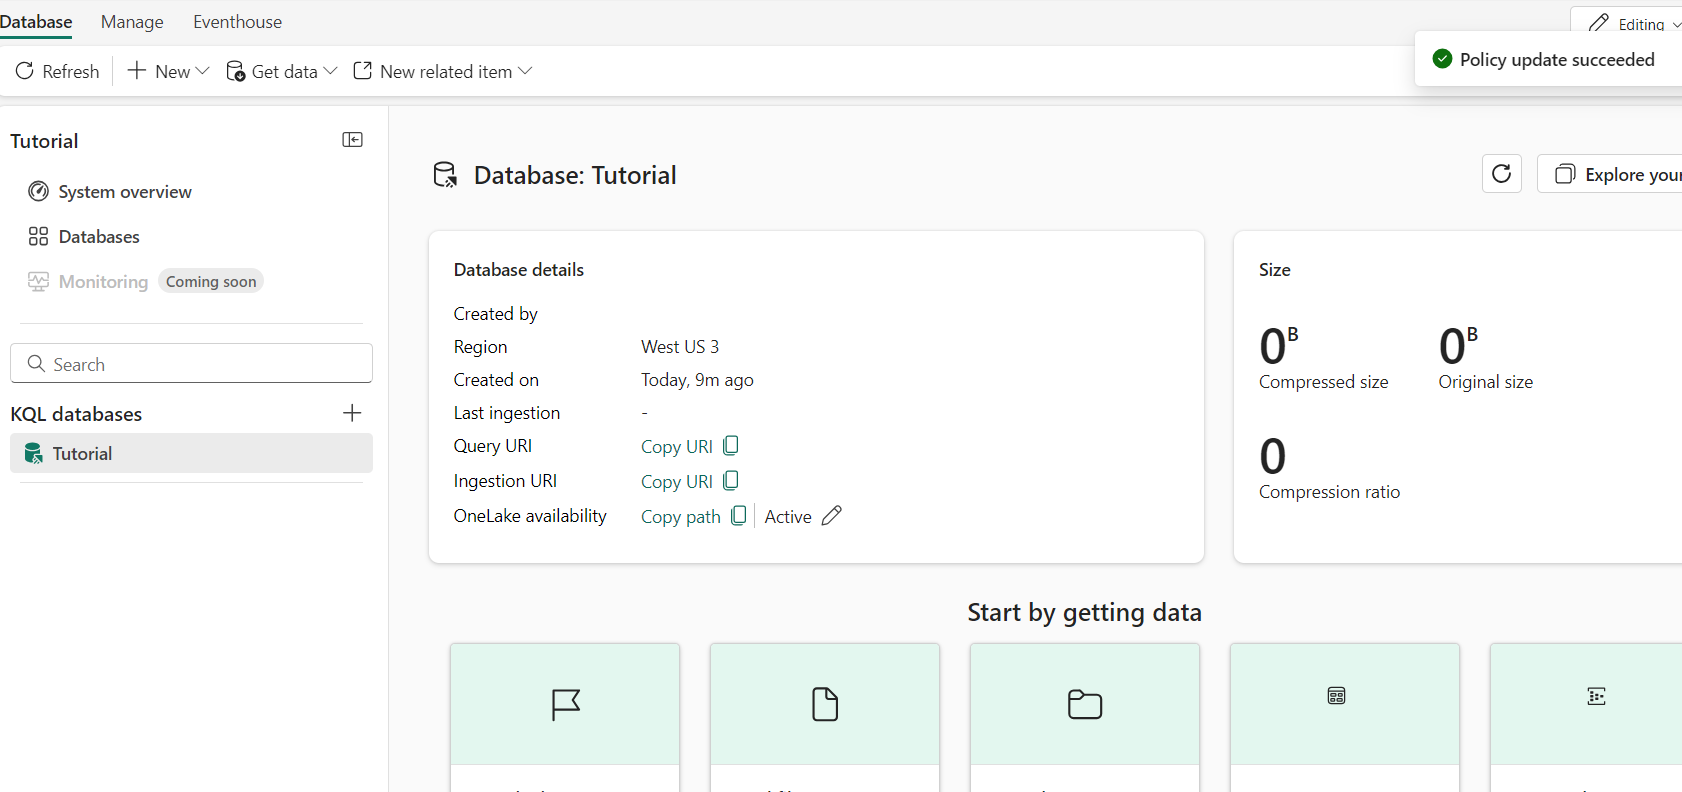 Database Manage Eventhouse
Editing
Refresh New Get data New related item
Policy update succeeded
Tutorial
System overview
Databases
Monitoring Coming soon
Search
KQL databases
Tutorial
Database: Tutorial
Explore your
Database details
Created by
Region West US 3
Created on Today, 9m ago
Last ingestion -
Query URI Copy URI
Ingestion URI Copy URI
OneLake availability Copy path Active
Size
0 B 0 B
Compressed size Original size
0
Compression ratio
Start by getting data